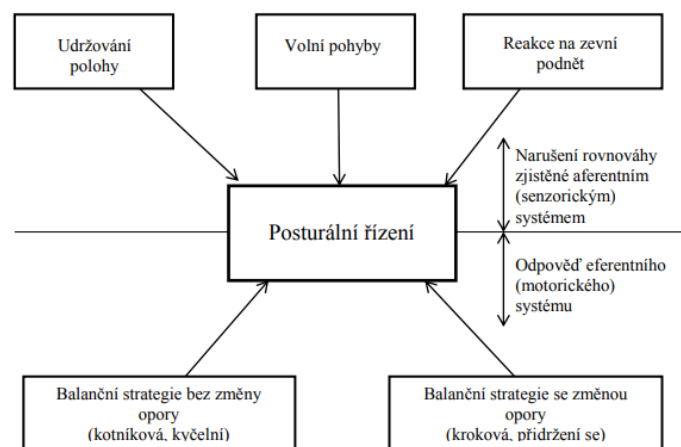 Udržování
polohy
Volní pohyby
Reakce na zevní
podnět
Narušení rovnováhy
zjistěné aferentním
(senzorickým)
systémem
Posturální řízení
Odpověď eferentního
(motorického)
systému
Balanční strategie bez změny
opory
(kotníková, kyčelní)
Balanční strategie se změnou
opory
(kroková, přidržení se)